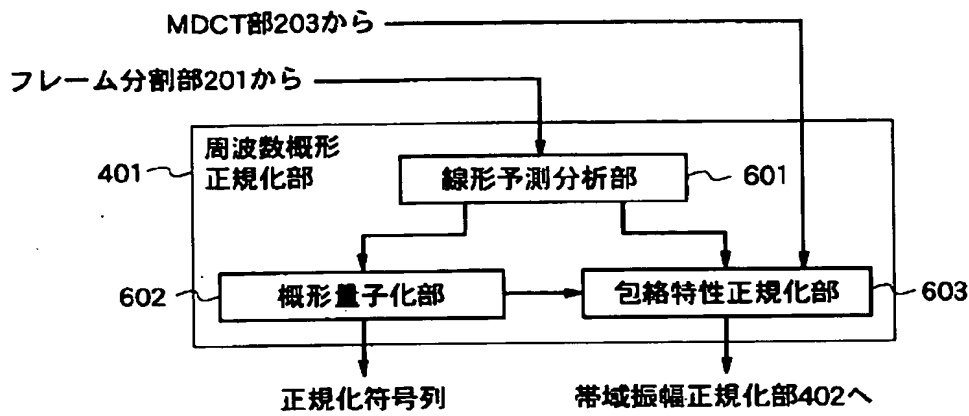 MDCT部203から
フレーム分割部201から
周波数概形
正規化部
401
線形予測分析部
601
602
概形量子化部
包絡特性正規化部
603
正規化符号列
帯域振幅正規化部402へ